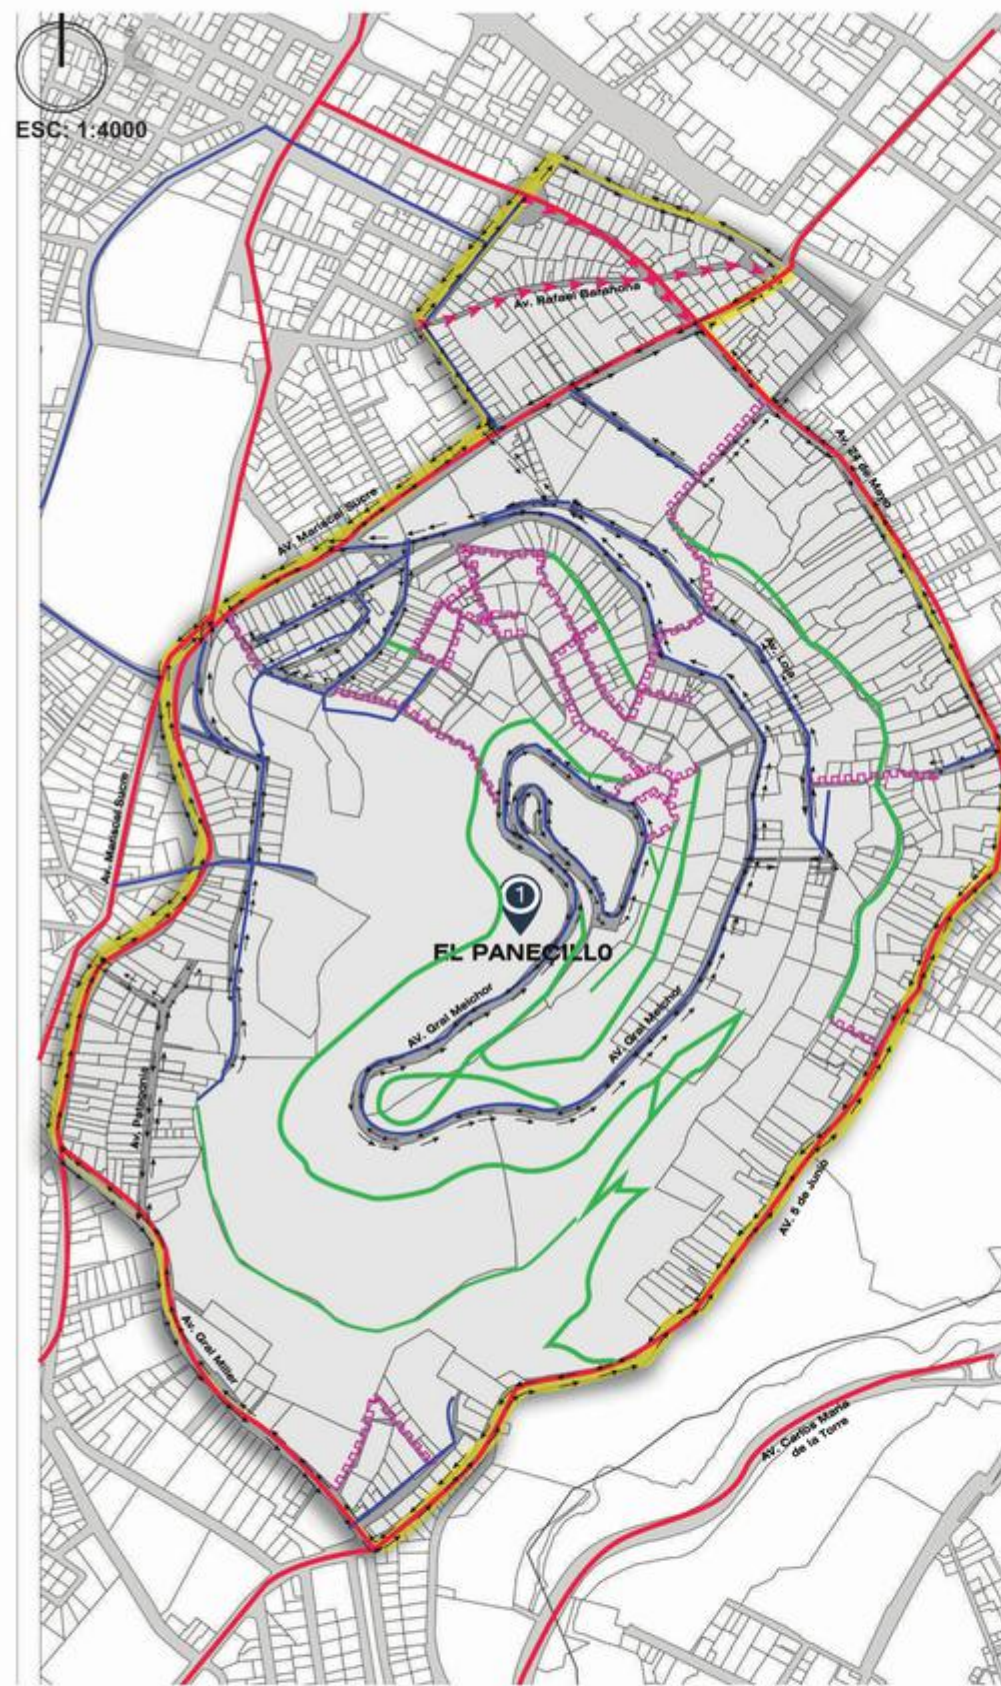 ESC: 1:4000
Av. Rafael Barahona
AV. 24 de Mayo
AV. Mariscal Sucre
Av. Loja
Av. Mariscal Sucre
1
EL PANECILLO
AV. Gral Melchor
AV. Gral Melchor
Av. Patagonia
AV. 5 de Junio
AV. Gral Miller
AV. Carlos Maria
de la Torre